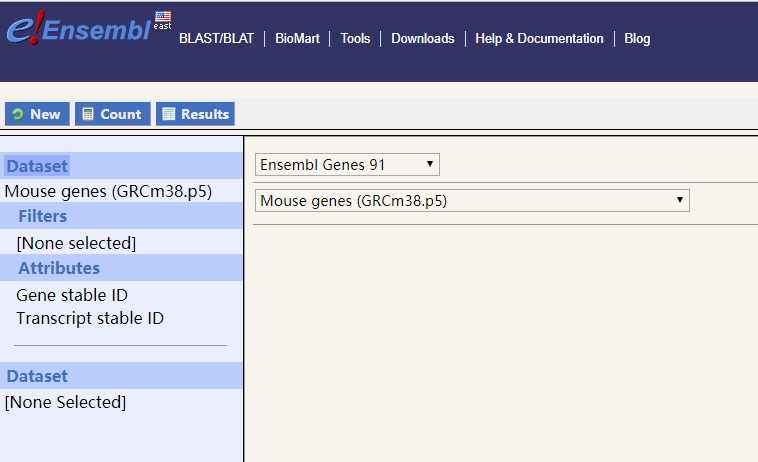 e!Ensembl east
BLAST/BLAT BioMart Tools Downloads Help & Documentation Blog
New Count Results
Dataset
Mouse genes (GRCm38.p5)
Filters
[None selected]
Attributes
Gene stable ID
Transcript stable ID
Dataset
[None Selected]
Ensembl Genes 91
Mouse genes (GRCm38.p5)